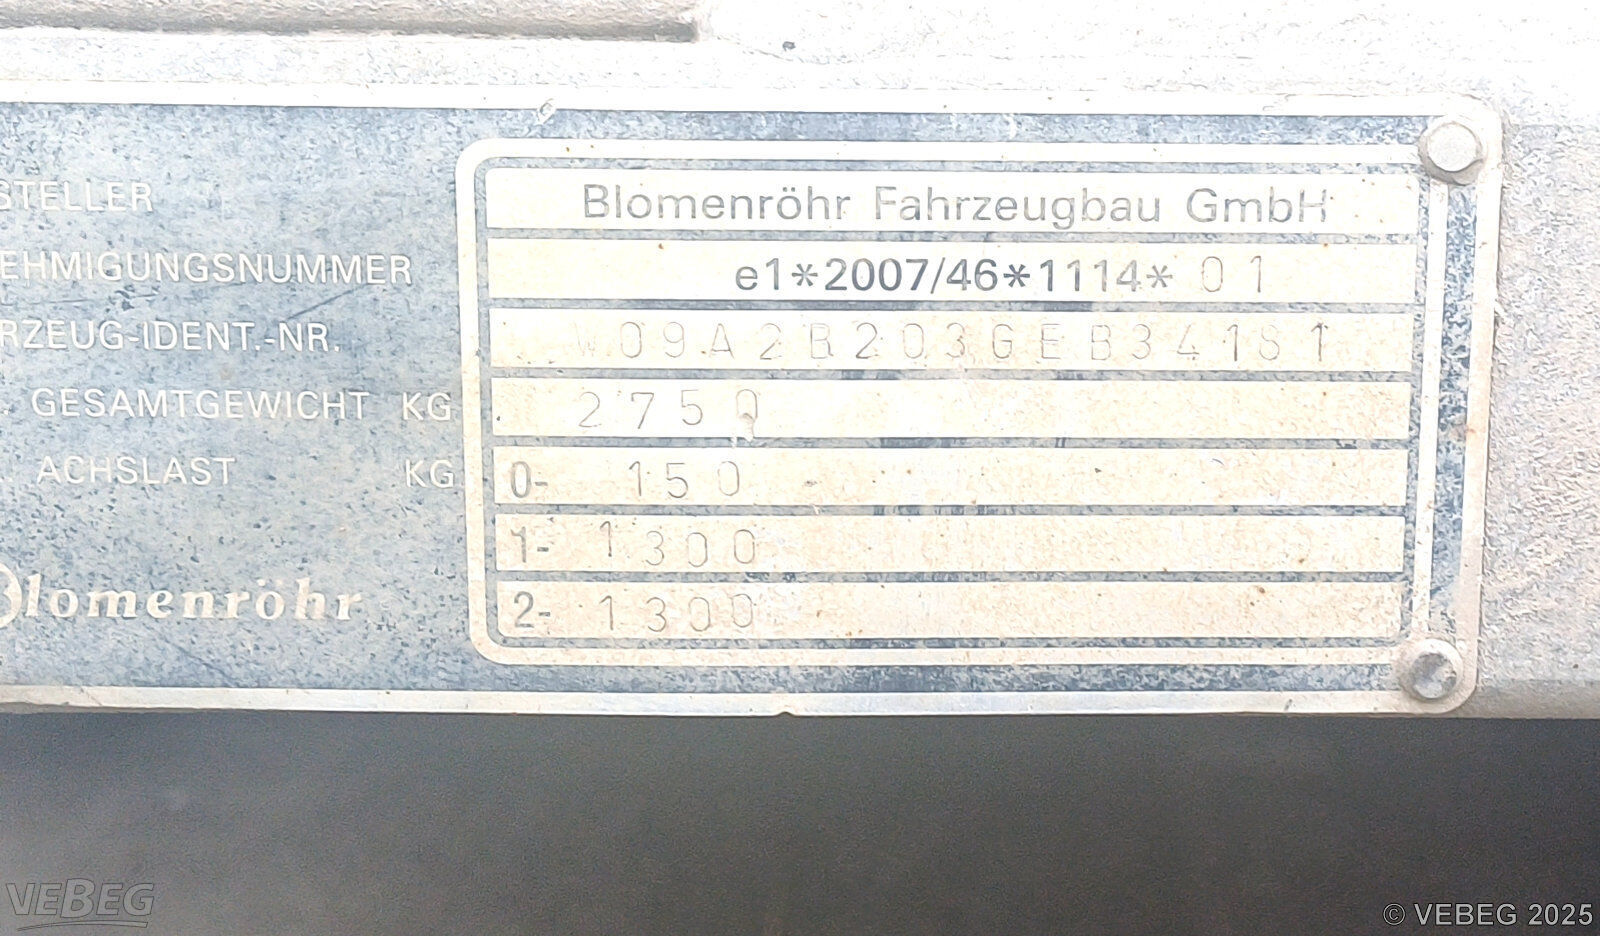 STELLER Blomenröhr Fahrzeugbau GmbH
EHMIGUNGSNUMMER e1*2007/46*1114* 01
RZEUG-IDENT.-NR. W09A2B203GEB34181
. GESAMTGEWICHT KG 2750
. ACHSLAST KG 0- 150
1- 1300
2- 1300
Blomenröhr
VEBEG
© VEBEG 2025